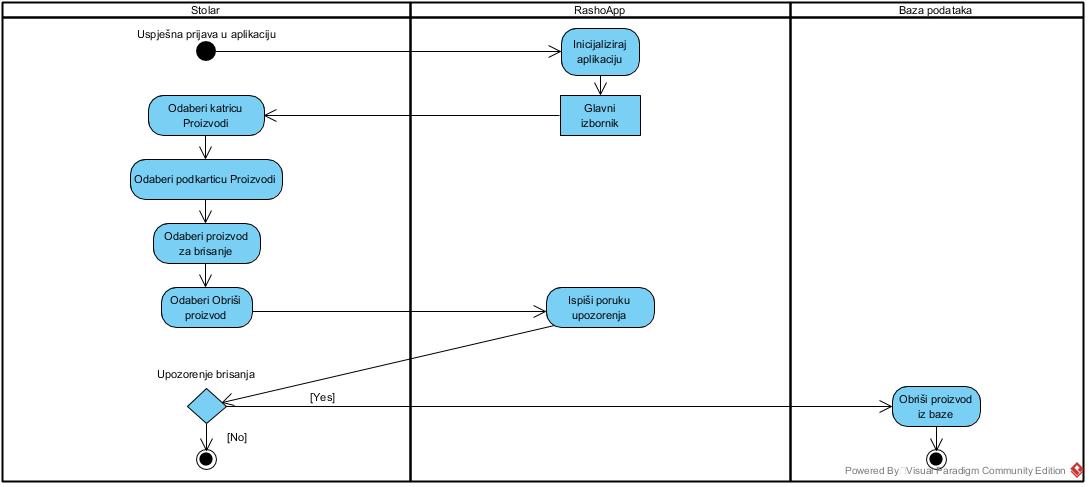 Stolar
RashoApp
Baza podataka
Uspješna prijava u aplikaciju
Inicijaliziraj
aplikaciju
Odaberi katricu
Proizvodi
Glavni
izbornik
Odaberi podkarticu Proizvodi
Odaberi proizvod
za brisanje
Odaberi Obriši
proizvod
Ispiši poruku
upozorenja
Upozorenje brisanja
[Yes]
Obriši proizvod
iz baze
[No]
Powered By Visual Paradigm Community Edition